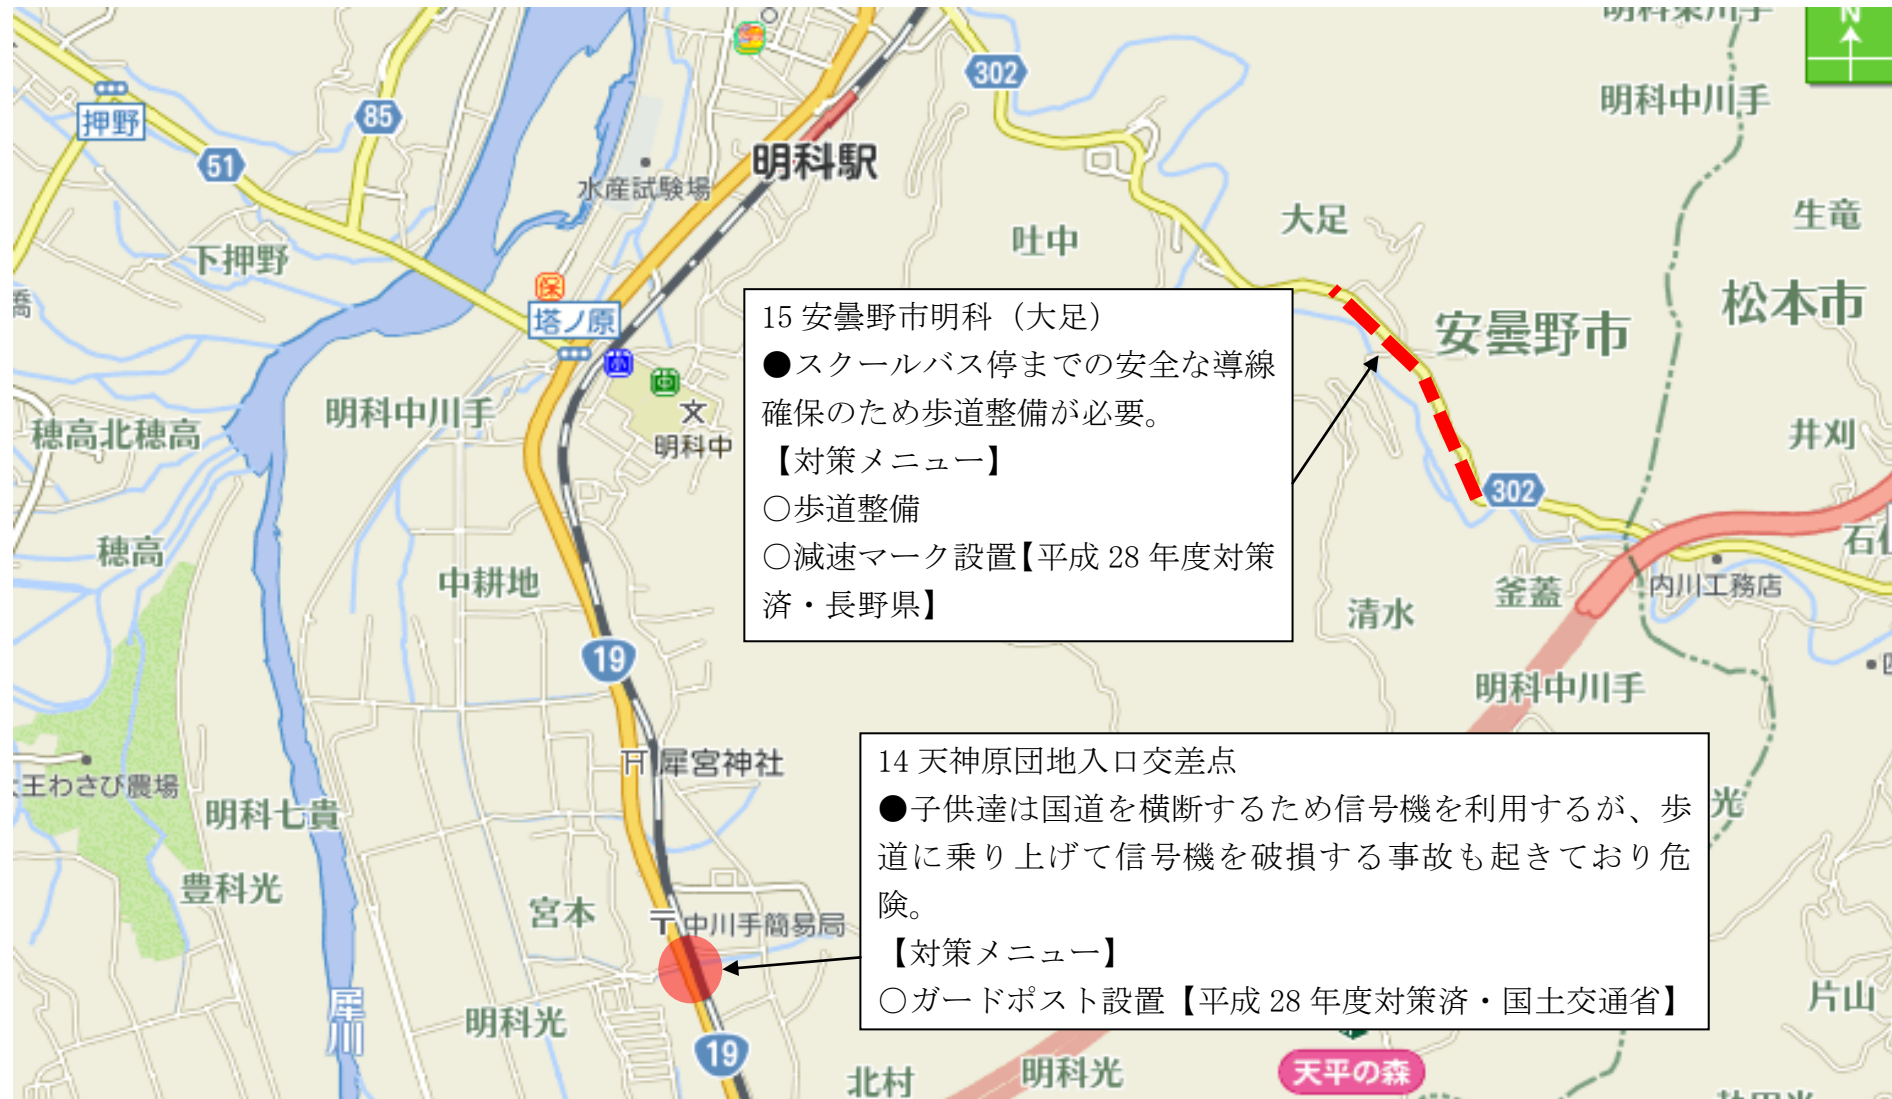 明科東川手
N
302
明科中川手
押野
85
51
明科駅
水産試験場
生竜
大足
吐中
下押野
保
塔ノ原
松本市
安曇野市
小
中
文
明科中
明科中川手
穂高北穂高
井刈
15 安曇野市明科（大足）
●スクールバス停までの安全な導線
確保のため歩道整備が必要。
【対策メニュー】
○歩道整備
○減速マーク設置【平成 28 年度対策
済・長野県】
302
穂高
中耕地
内川工務店
釜蓋
清水
19
明科中川手
犀宮神社
王わさび農場
明科七貴
14 天神原団地入口交差点
●子供達は国道を横断するため信号機を利用するが、歩
道に乗り上げて信号機を破損する事故も起きており危
険。
【対策メニュー】
○ガードポスト設置【平成 28 年度対策済・国土交通省】
光
豊科光
宮本
〒中川手簡易局
片山
犀川
明科光
19
北村
明科光
天平の森